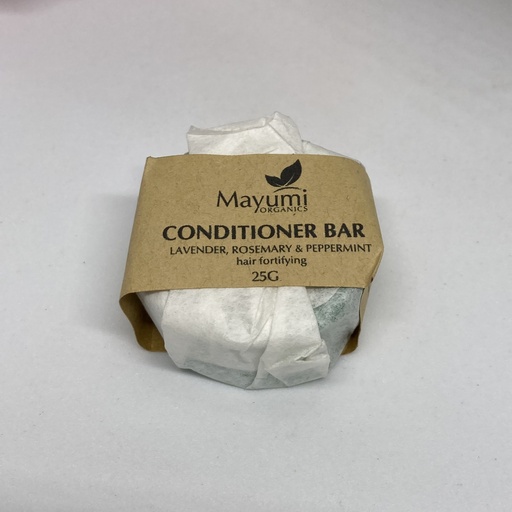 Mayumi
ORGANICS
CONDITIONER BAR
LAVENDER, ROSEMARY & PEPPERMINT
hair fortifying
25G